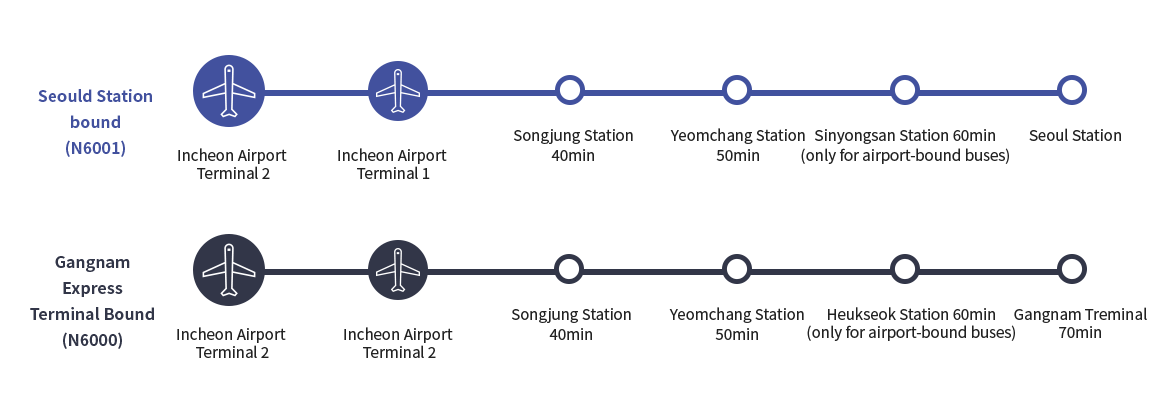 Seould Station
bound
(N6001)
Incheon Airport
Terminal 2
Incheon Airport
Terminal 1
Songjung Station
40min
Yeomchang Station
50min
Sinyongsan Station 60min
(only for airport-bound buses)
Seoul Station
Gangnam
Express
Terminal Bound
(N6000)
Incheon Airport
Terminal 2
Incheon Airport
Terminal 2
Songjung Station
40min
Yeomchang Station
50min
Heukseok Station 60min
(only for airport-bound buses)
Gangnam Treminal
70min